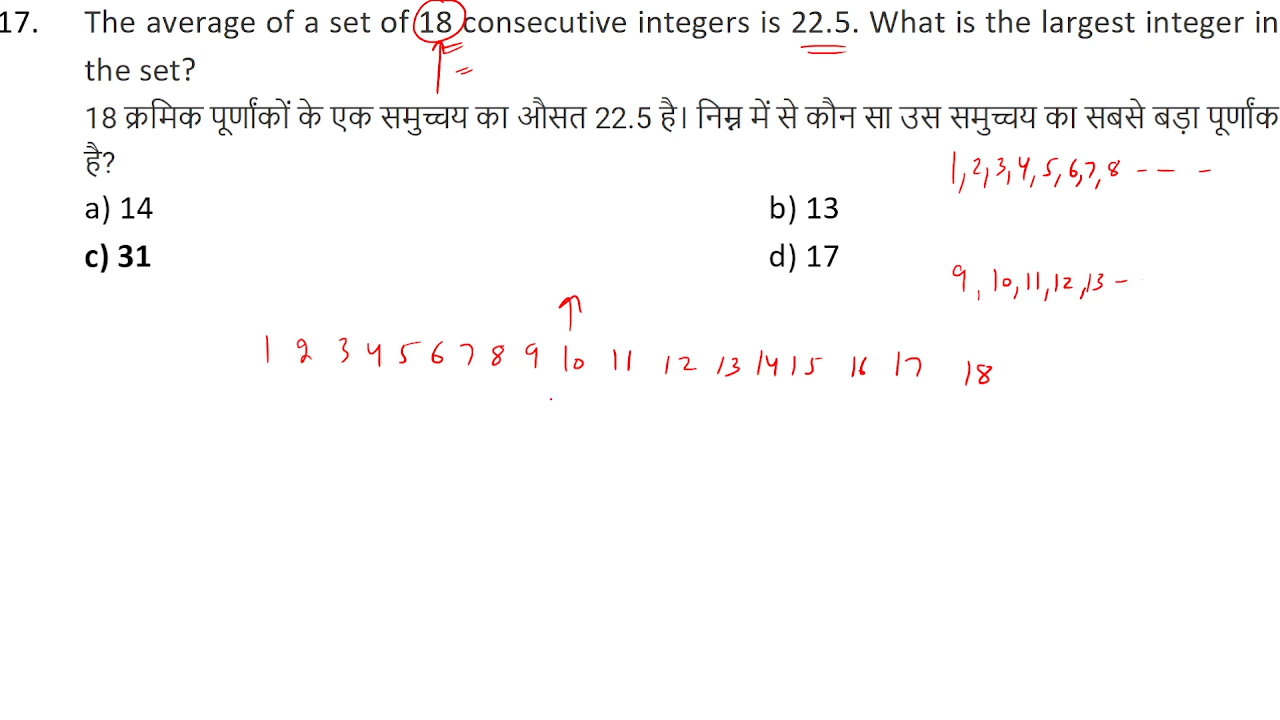 17. The average of a set of 18 consecutive integers is 22.5. What is the largest integer in
the set?
18 क्रमिक पूर्णांकों के एक समुच्चय का औसत 22.5 है। निम्न में से कौन सा उस समुच्चय का सबसे बड़ा पूर्णांक
है?
1, 2, 3, 4, 5, 6, 7, 8 -- -
a) 14 b) 13
c) 31 d) 17
9, 10, 11, 12, 13 -
1 2 3 4 5 6 7 8 9 10 11 12 13 14 15 16 17 18